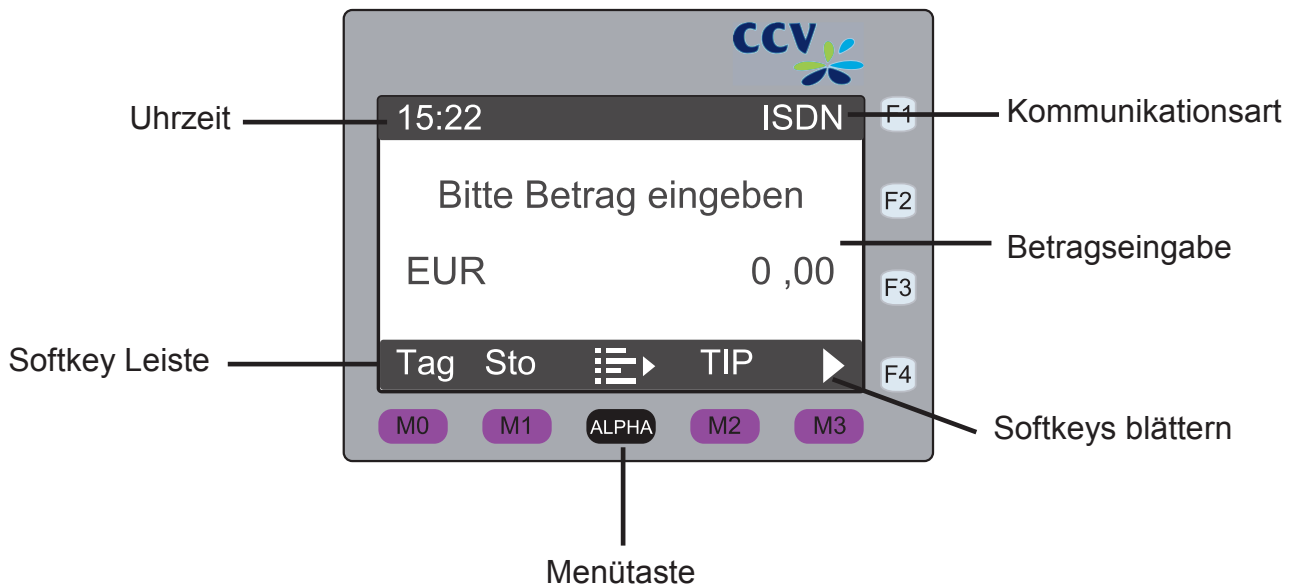 CCV
Uhrzeit
15:22 ISDN
F1
Kommunikationsart
Bitte Betrag eingeben
F2
Betragseingabe
EUR 0 ,00
F3
Softkey Leiste
Tag Sto TIP
F4
M0 M1 ALPHA M2 M3
Softkeys blättern
Menütaste